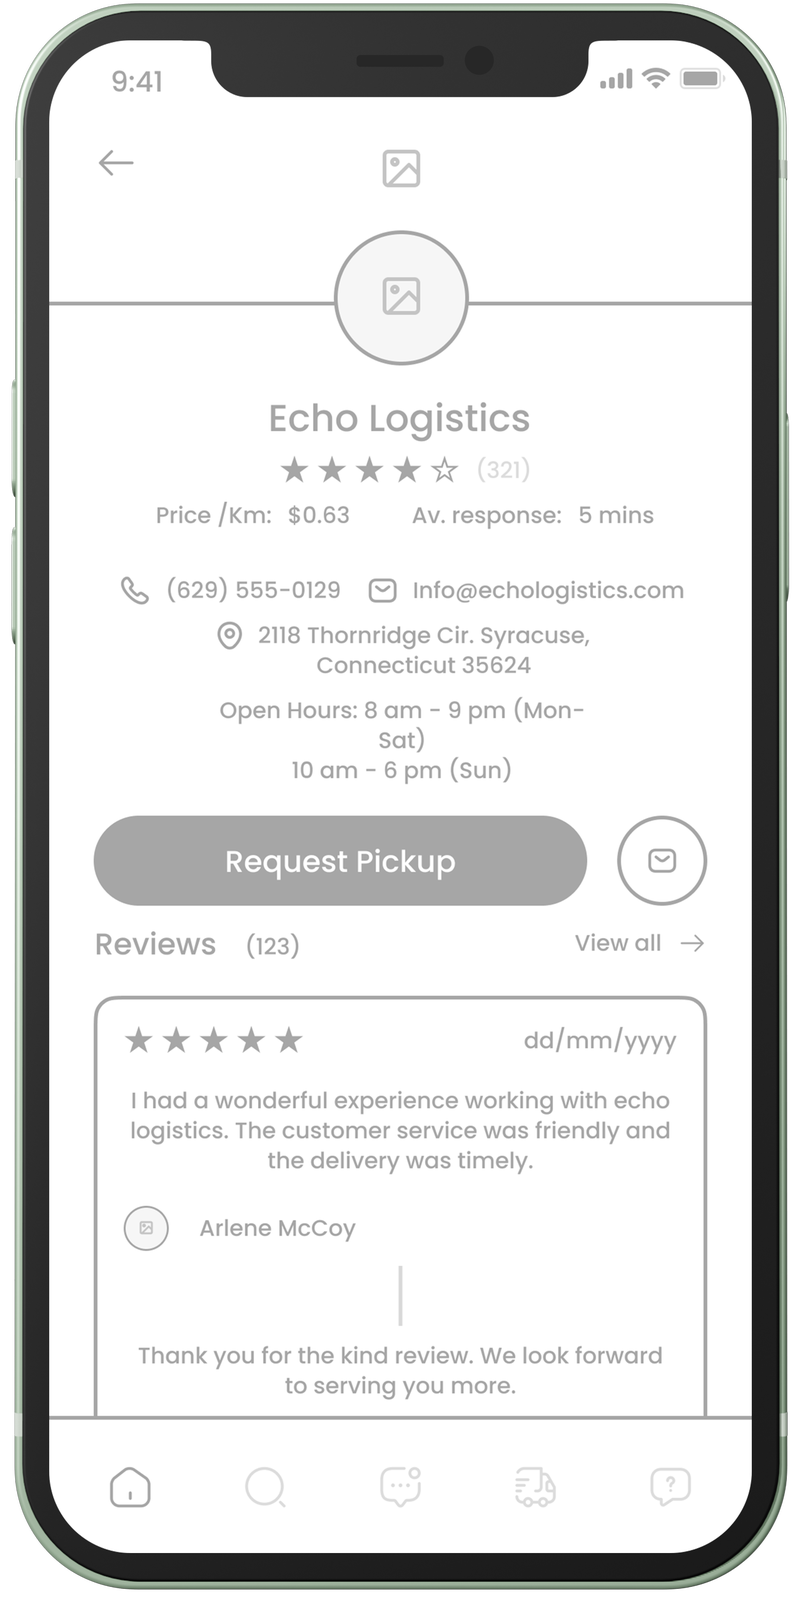 9:41
Echo Logistics
(321)
Price /Km: $0.63 Av. response: 5 mins
(629) 555-0129 Info@echologistics.com
2118 Thornridge Cir. Syracuse,
Connecticut 35624
Open Hours: 8 am - 9 pm (Mon-
Sat)
10 am - 6 pm (Sun)
Request Pickup
Reviews (123) View all
dd/mm/yyyy
I had a wonderful experience working with echo
logistics. The customer service was friendly and
the delivery was timely.
Arlene McCoy
Thank you for the kind review. We look forward
to serving you more.